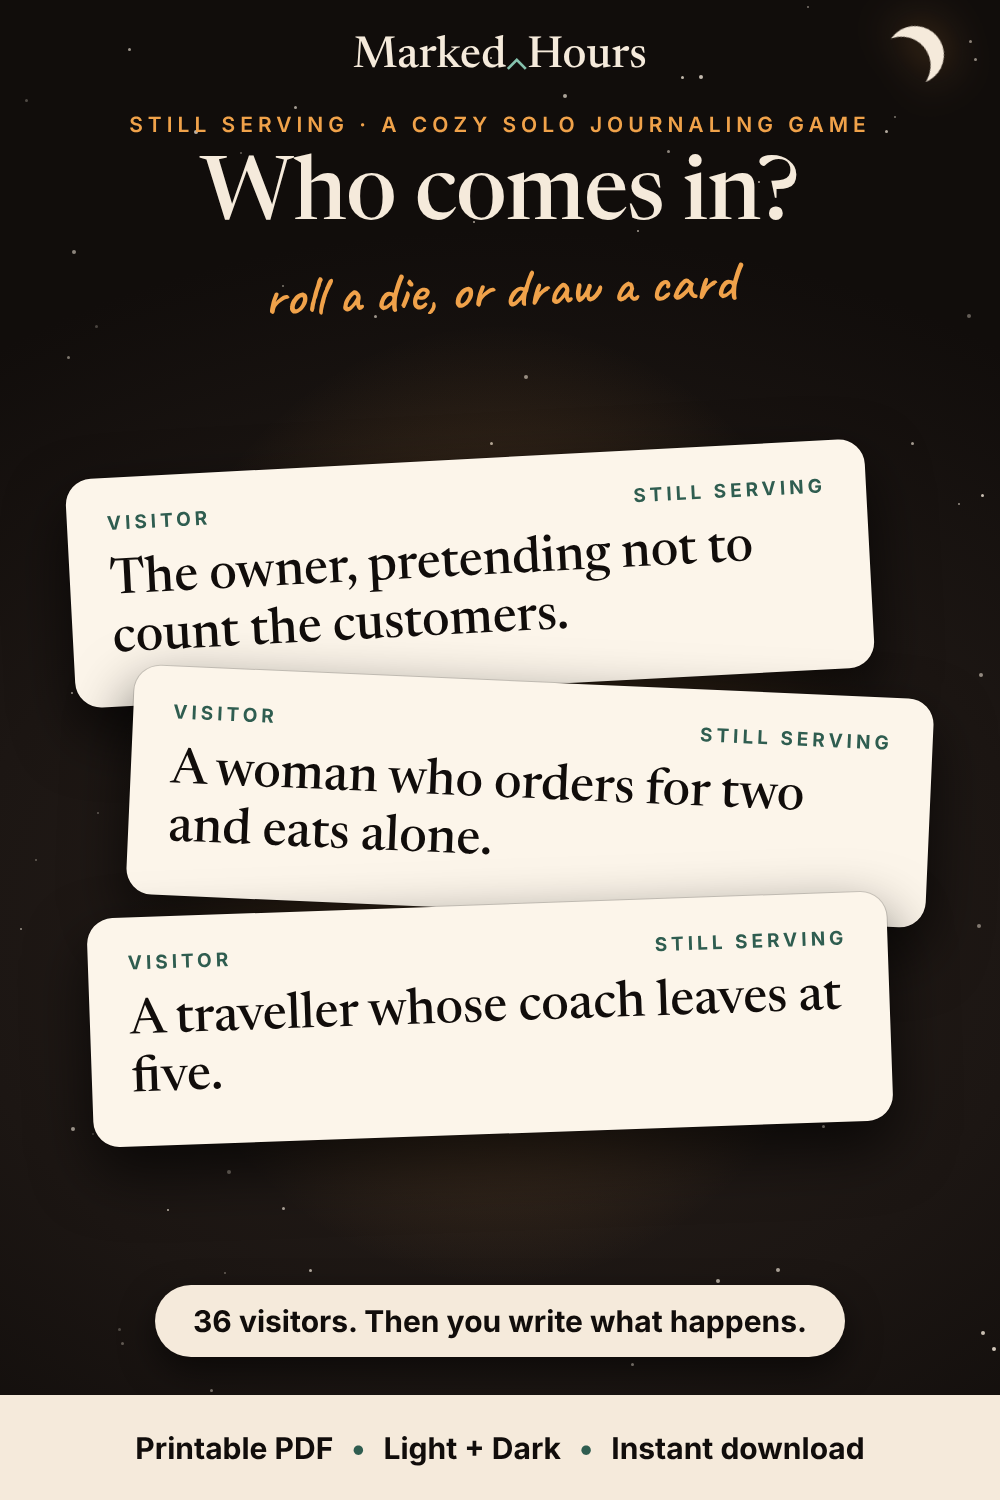 Marked‸Hours
STILL SERVING · A COZY SOLO JOURNALING GAME
Who comes in?
roll a die, or draw a card
VISITOR
STILL SERVING
The owner, pretending not to
count the customers.
VISITOR
STILL SERVING
A woman who orders for two
and eats alone.
VISITOR
STILL SERVING
A traveller whose coach leaves at
five.
36 visitors. Then you write what happens.
Printable PDF • Light + Dark • Instant download